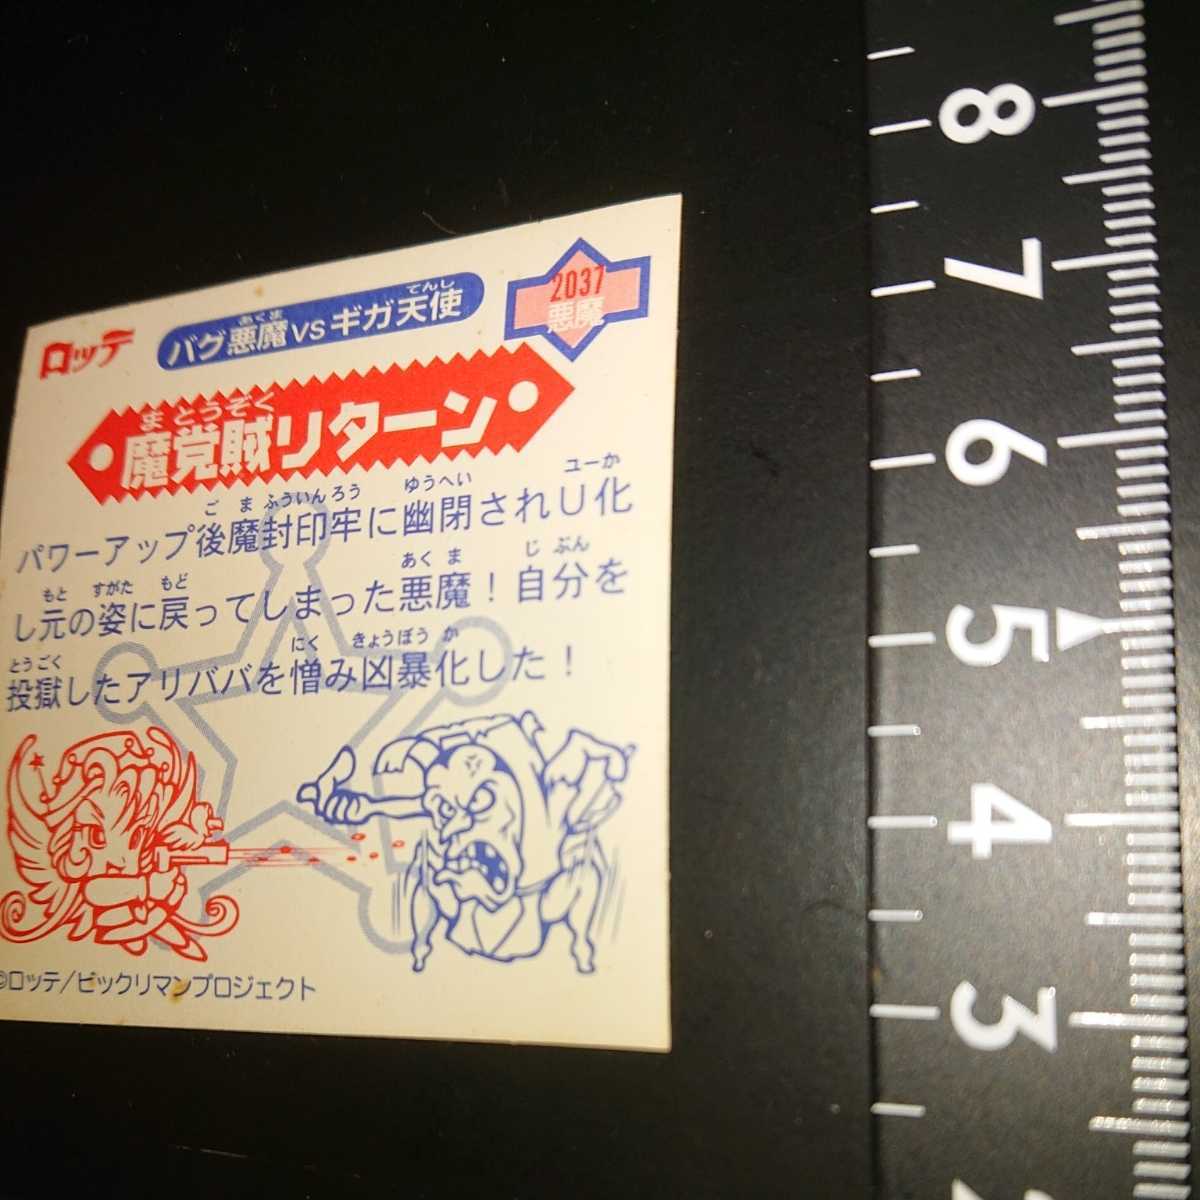 ロッテ
バグ悪魔あくまVSギガ天使てんし
2037
悪魔
まとうぞく
魔党賊リターン
ごまふういんろう ゆうへい ユーか
パワーアップ後魔封印牢に幽閉されU化
もと すがた もど あくま じぶん
し元の姿に戻ってしまった悪魔！自分を
とうごく にく きょうぼうか
投獄したアリババを憎み凶暴化した！
©ロッテ/ビックリマンプロジェクト
8
7
6
5
4
3